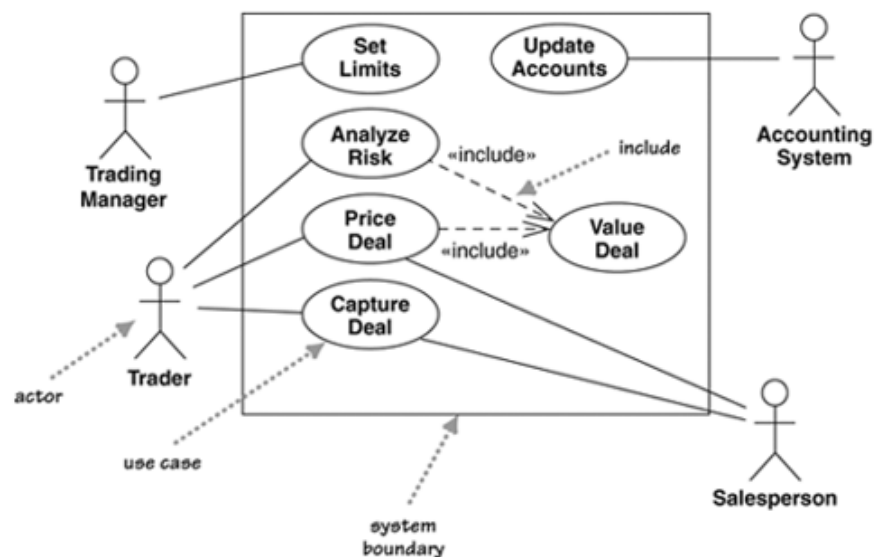 Set
Limits
Update
Accounts
Trading
Manager
Accounting
System
Analyze
Risk
«include»
include
Price
Deal
«include»
Value
Deal
Capture
Deal
Trader
actor
use case
system
boundary
Salesperson